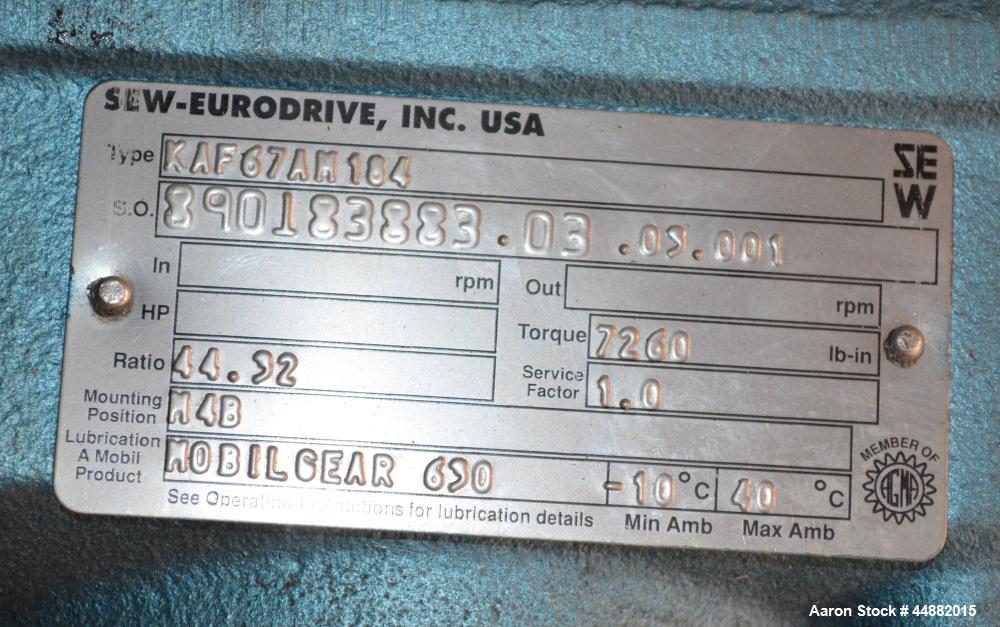 SEW-EURODRIVE, INC. USA
SEW
Type KAF67AM184
S.O. 890183883.03 .03.001
In rpm Out rpm
HP Torque 7260 lb-in
Ratio 44.32 Service Factor 1.0
Mounting Position M4B
Lubrication A Mobil Product MOBILGEAR 630 -10 °C 40 °C
Min Amb Max Amb
See Operating Instructions for lubrication details
MEMBER OF
AGMA
Aaron Stock # 44882015